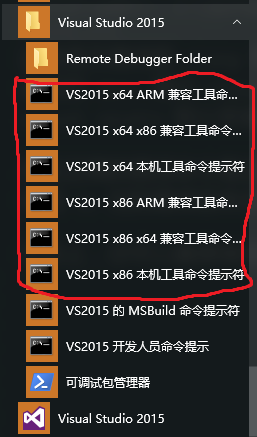 Visual Studio 2015
Remote Debugger Folder
VS2015 x64 ARM 兼容工具命...
VS2015 x64 x86 兼容工具命令...
VS2015 x64 本机工具命令提示符
VS2015 x86 ARM 兼容工具命...
VS2015 x86 x64 兼容工具命令...
VS2015 x86 本机工具命令提示符
VS2015 的 MSBuild 命令提示符
VS2015 开发人员命令提示
可调试包管理器
Visual Studio 2015